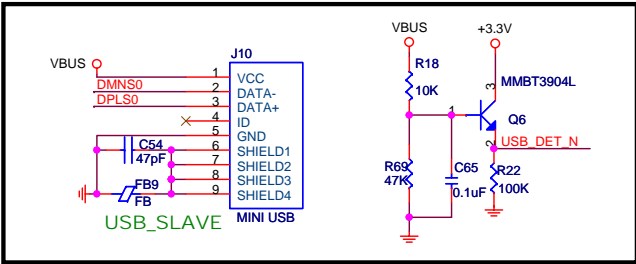 VBUS
DMNS0
DPLS0
J10
1
2
3
4
5
6
7
8
9
VCC
DATA-
DATA+
ID
GND
SHIELD1
SHIELD2
SHIELD3
SHIELD4
MINI USB
C54
47pF
FB9
FB
USB_SLAVE
VBUS
+3.3V
R18
10K
3
MMBT3904L
1
Q6
2
USB_DET_N
R69
47K
C65
0.1uF
R22
100K